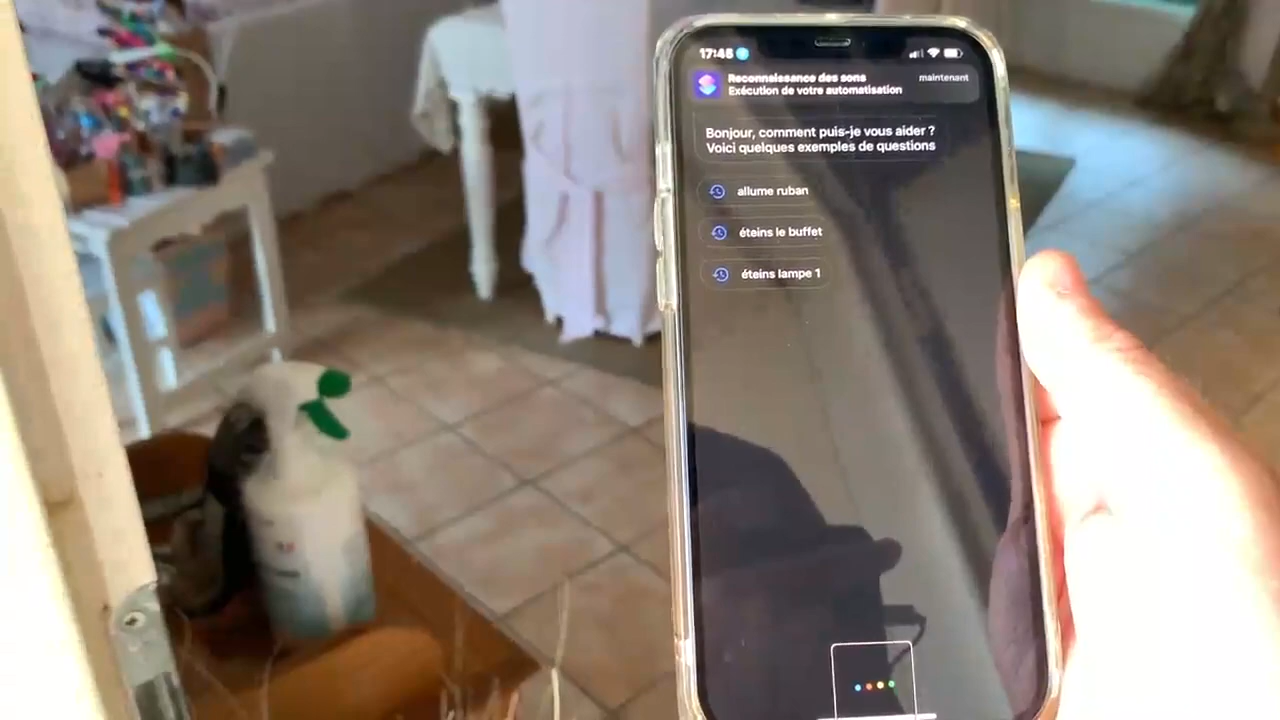 17:45
Reconnaissance des sons
maintenant
Exécution de votre automatisation
Bonjour, comment puis-je vous aider ?
Voici quelques exemples de questions
allume ruban
éteins le buffet
éteins lampe 1